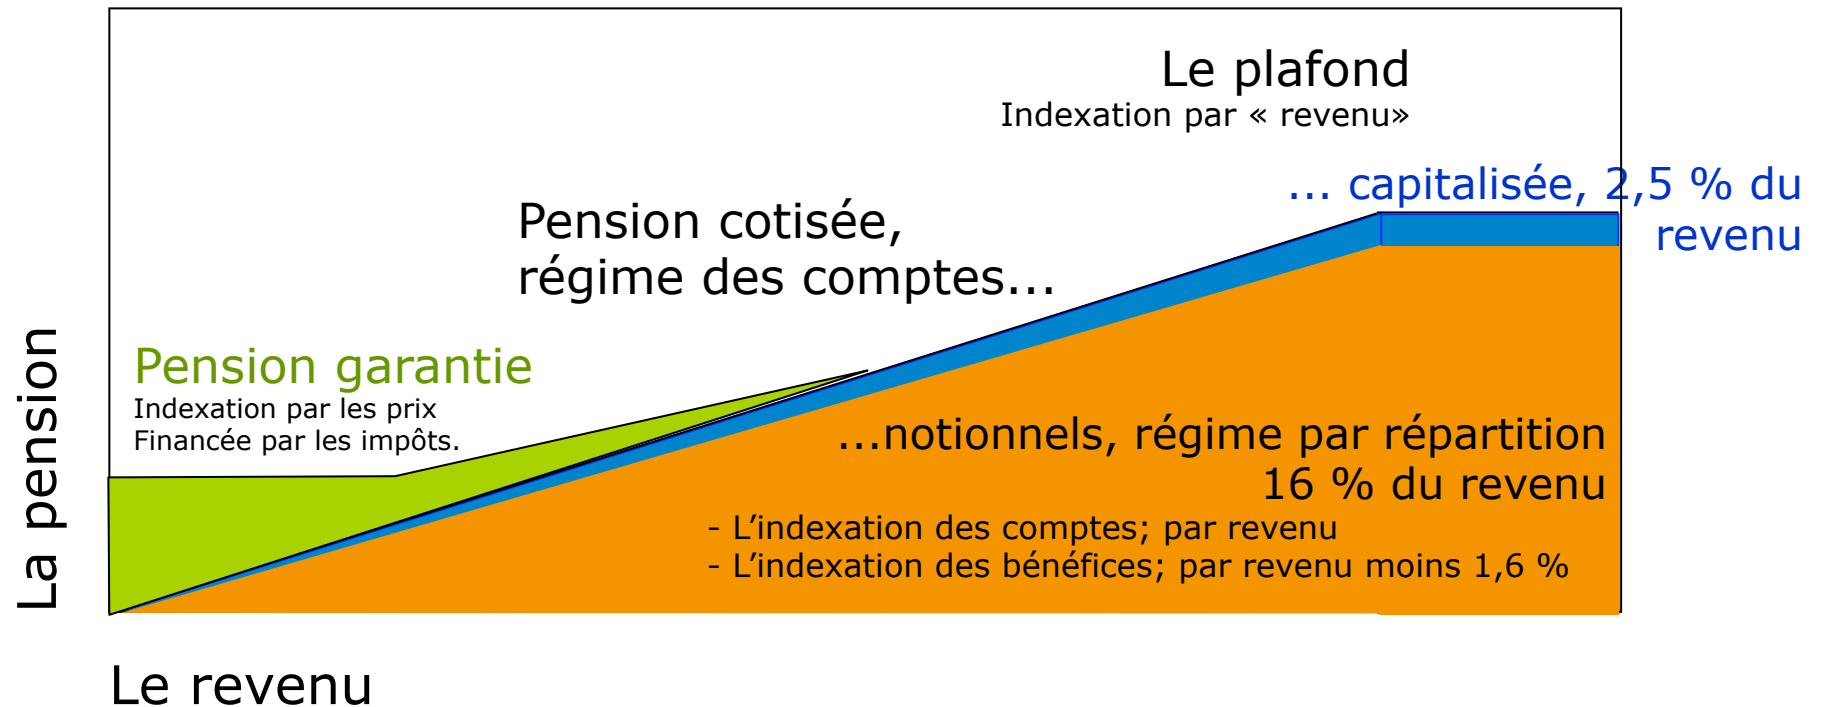 Le plafond
Indexation par « revenu»
… capitalisée, 2,5 % du
revenu
Pension cotisée,
régime des comptes…
Pension garantie
Indexation par les prix
Financée par les impôts.
…notionnels, régime par répartition
16 % du revenu
- L’indexation des comptes; par revenu
- L’indexation des bénéfices; par revenu moins 1,6 %
La pension
Le revenu